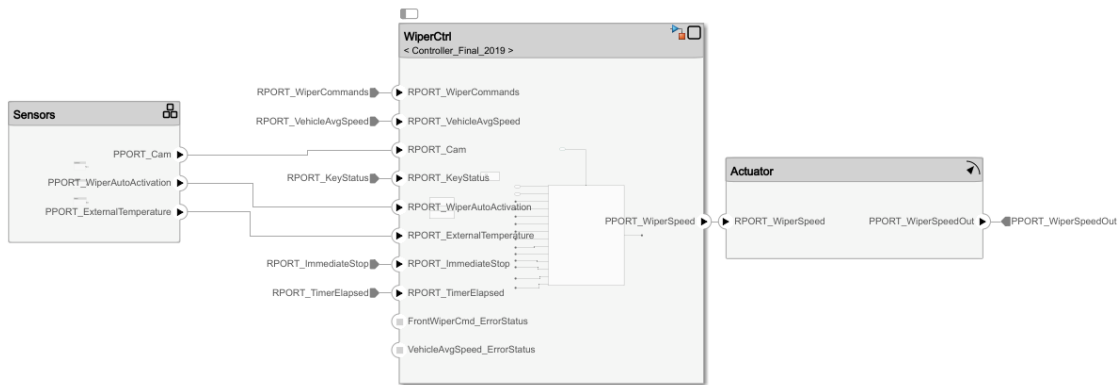 WiperCtrl
< Controller_Final_2019 >
Sensors
PPORT_Cam
PPORT_WiperAutoActivation
PPORT_ExternalTemperature
RPORT_WiperCommands
RPORT_VehicleAvgSpeed
RPORT_KeyStatus
RPORT_ImmediateStop
RPORT_TimerElapsed
RPORT_WiperCommands
RPORT_VehicleAvgSpeed
RPORT_Cam
RPORT_KeyStatus
RPORT_WiperAutoActivation
RPORT_ExternalTemperature
RPORT_ImmediateStop
RPORT_TimerElapsed
FrontWiperCmd_ErrorStatus
VehicleAvgSpeed_ErrorStatus
PPORT_WiperSpeed
Actuator
RPORT_WiperSpeed
PPORT_WiperSpeedOut
PPORT_WiperSpeedOut